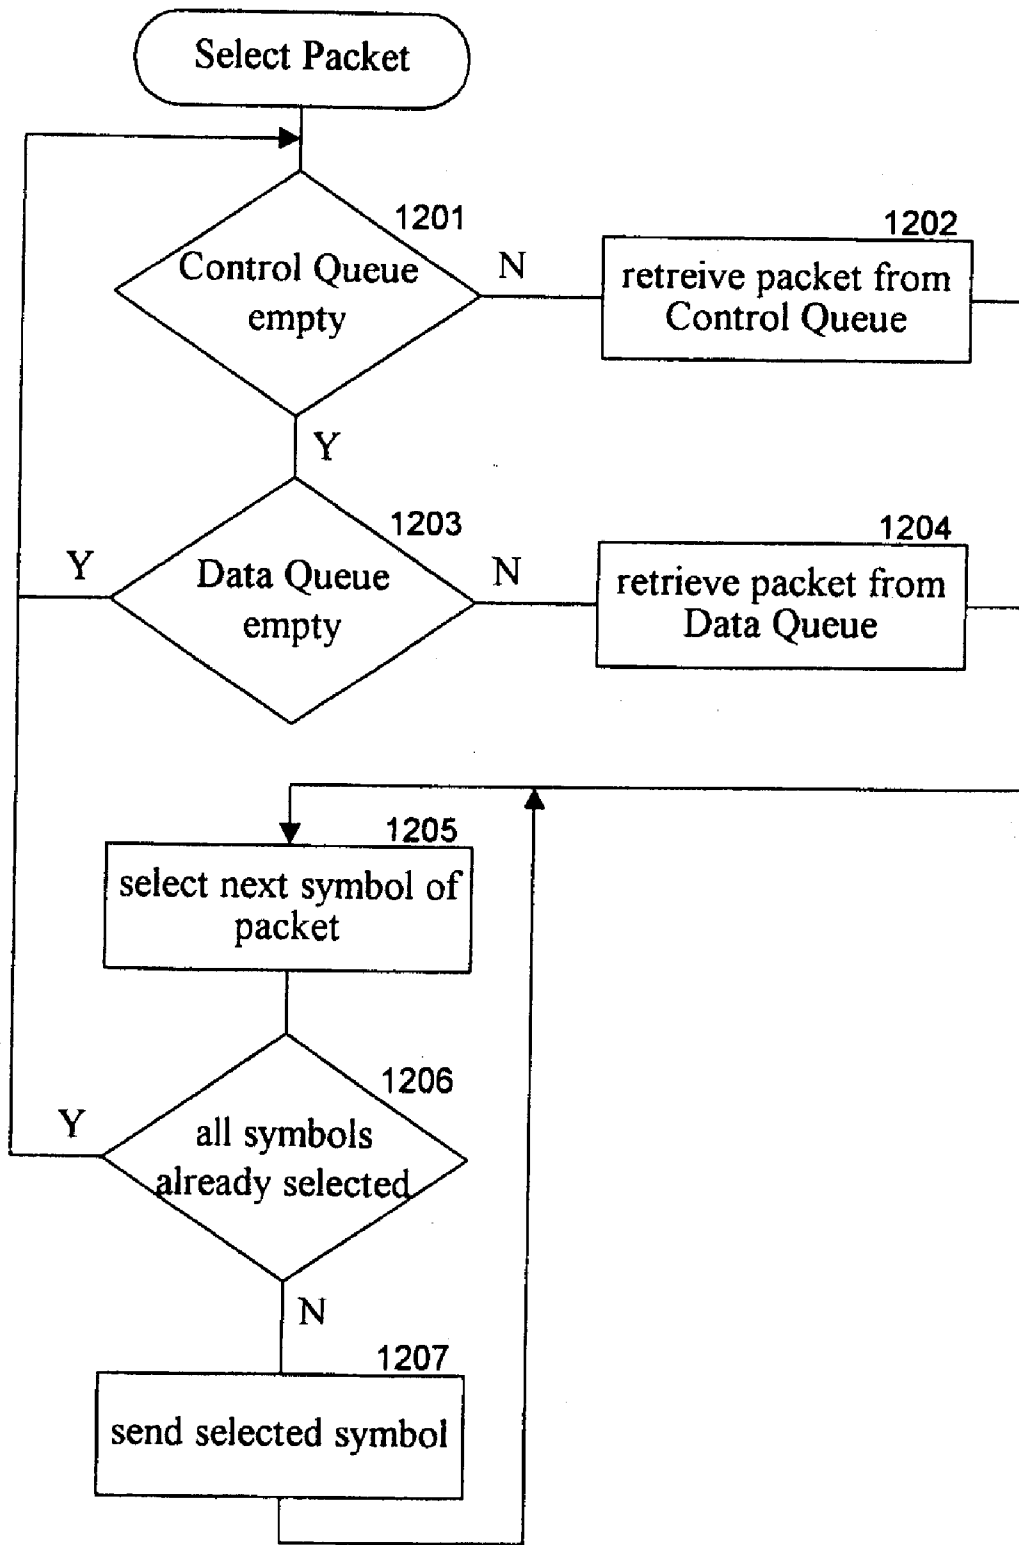 Select Packet
1201
Control Queue
empty
N
1202
retreive packet from
Control Queue
Y
1203
Data Queue
empty
Y
N
1204
retrieve packet from
Data Queue
1205
select next symbol of
packet
1206
all symbols
already selected
Y
N
1207
send selected symbol